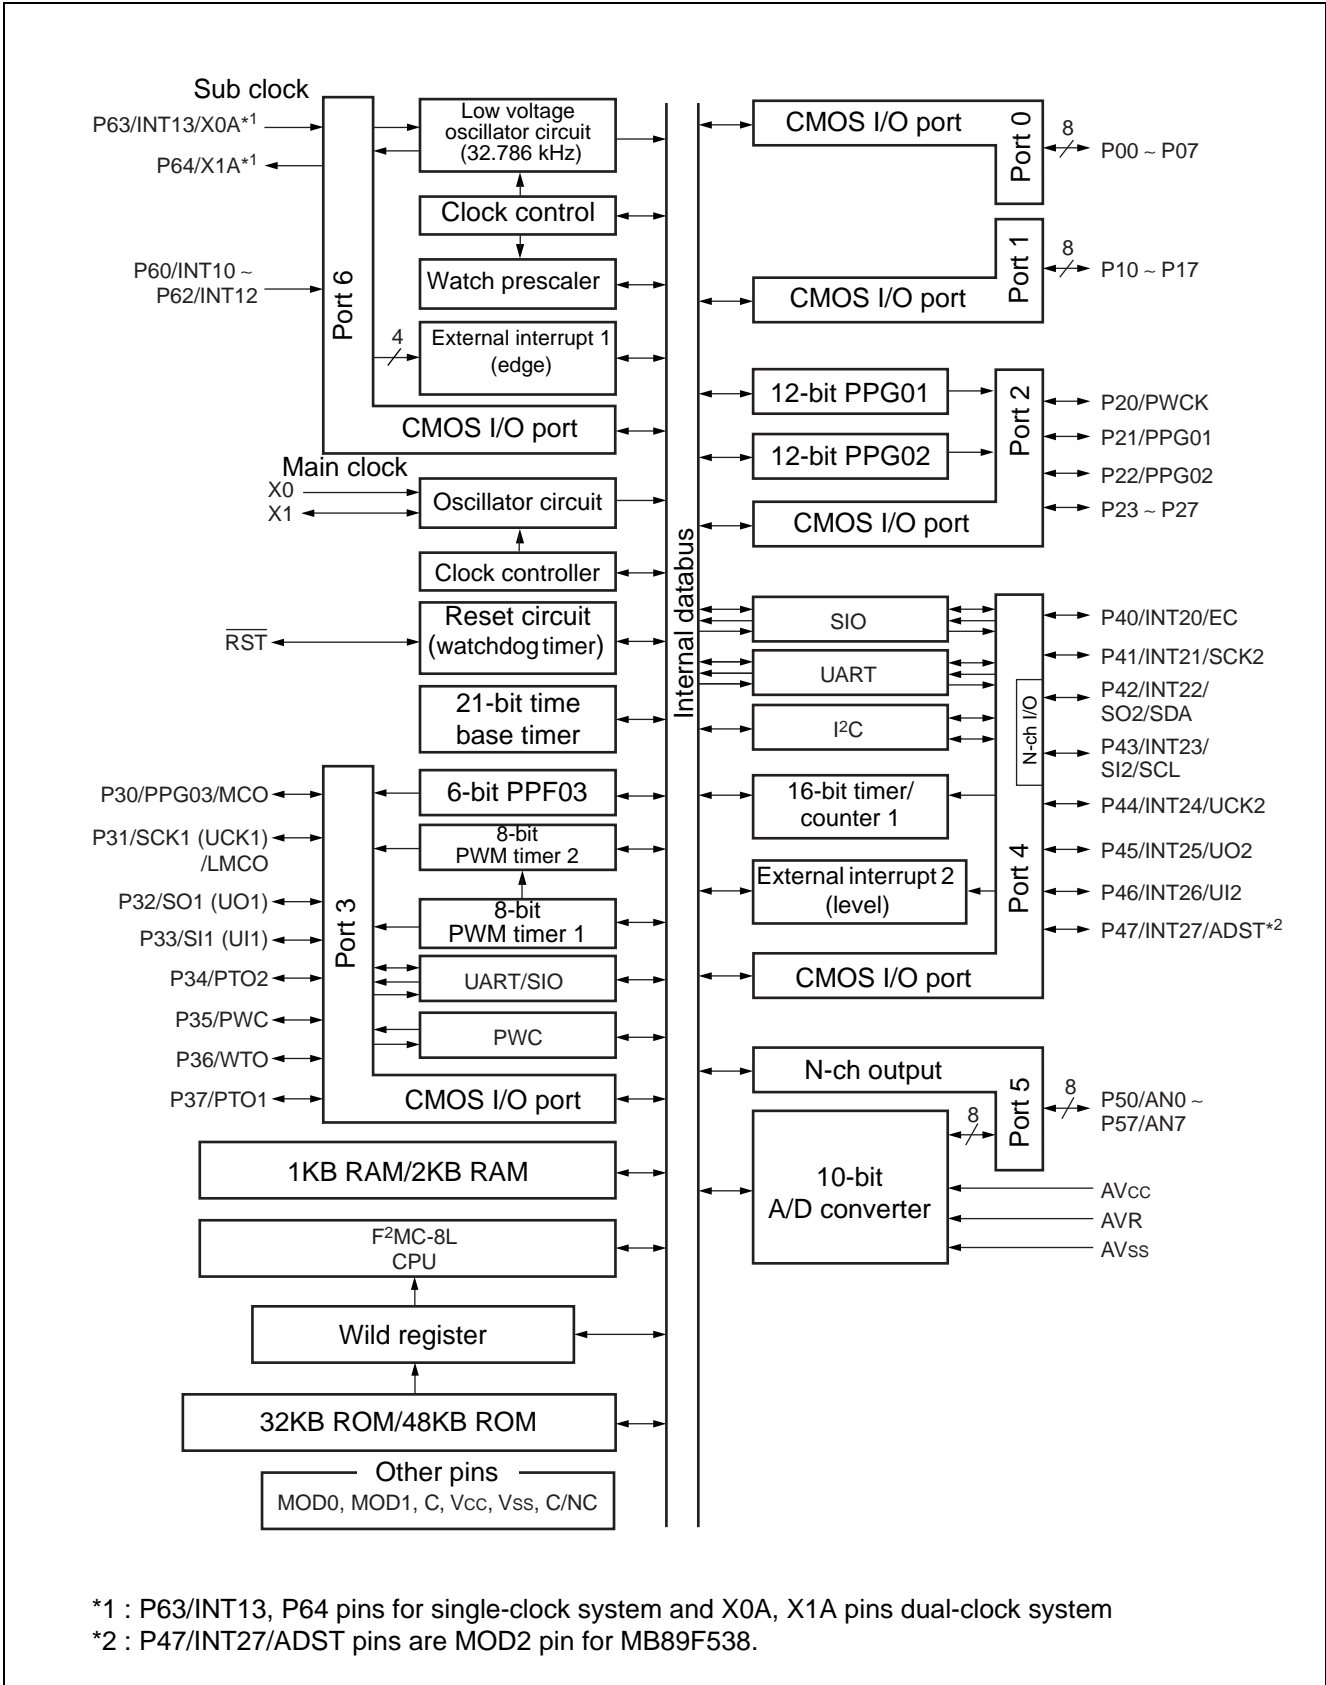 Sub clock
P63/INT13/X0A*1
P64/X1A*1
P60/INT10 ~
P62/INT12
Port 6
Low voltage
oscillator circuit
(32.786 kHz)
Clock control
Watch prescaler
4
External interrupt 1
(edge)
CMOS I/O port
Main clock
X0
X1
Oscillator circuit
Clock controller
RST
Reset circuit
(watchdog timer)
21-bit time
base timer
P30/PPG03/MCO
P31/SCK1 (UCK1)
/LMCO
P32/SO1 (UO1)
P33/SI1 (UI1)
P34/PTO2
P35/PWC
P36/WTO
P37/PTO1
Port 3
6-bit PPF03
8-bit
PWM timer 2
8-bit
PWM timer 1
UART/SIO
PWC
CMOS I/O port
1KB RAM/2KB RAM
F2MC-8L
CPU
Wild register
32KB ROM/48KB ROM
Other pins
MOD0, MOD1, C, Vcc, Vss, C/NC
Internal databus
CMOS I/O port
Port 0
8
P00 ~ P07
Port 1
8
P10 ~ P17
CMOS I/O port
12-bit PPG01
12-bit PPG02
CMOS I/O port
Port 2
P20/PWCK
P21/PPG01
P22/PPG02
P23 ~ P27
SIO
UART
I2C
16-bit timer/
counter 1
External interrupt 2
(level)
CMOS I/O port
N-ch I/O
Port 4
P40/INT20/EC
P41/INT21/SCK2
P42/INT22/
SO2/SDA
P43/INT23/
SI2/SCL
P44/INT24/UCK2
P45/INT25/UO2
P46/INT26/UI2
P47/INT27/ADST*2
N-ch output
Port 5
8
8
P50/AN0 ~
P57/AN7
10-bit
A/D converter
AVcc
AVR
AVss
*1 : P63/INT13, P64 pins for single-clock system and X0A, X1A pins dual-clock system
*2 : P47/INT27/ADST pins are MOD2 pin for MB89F538.